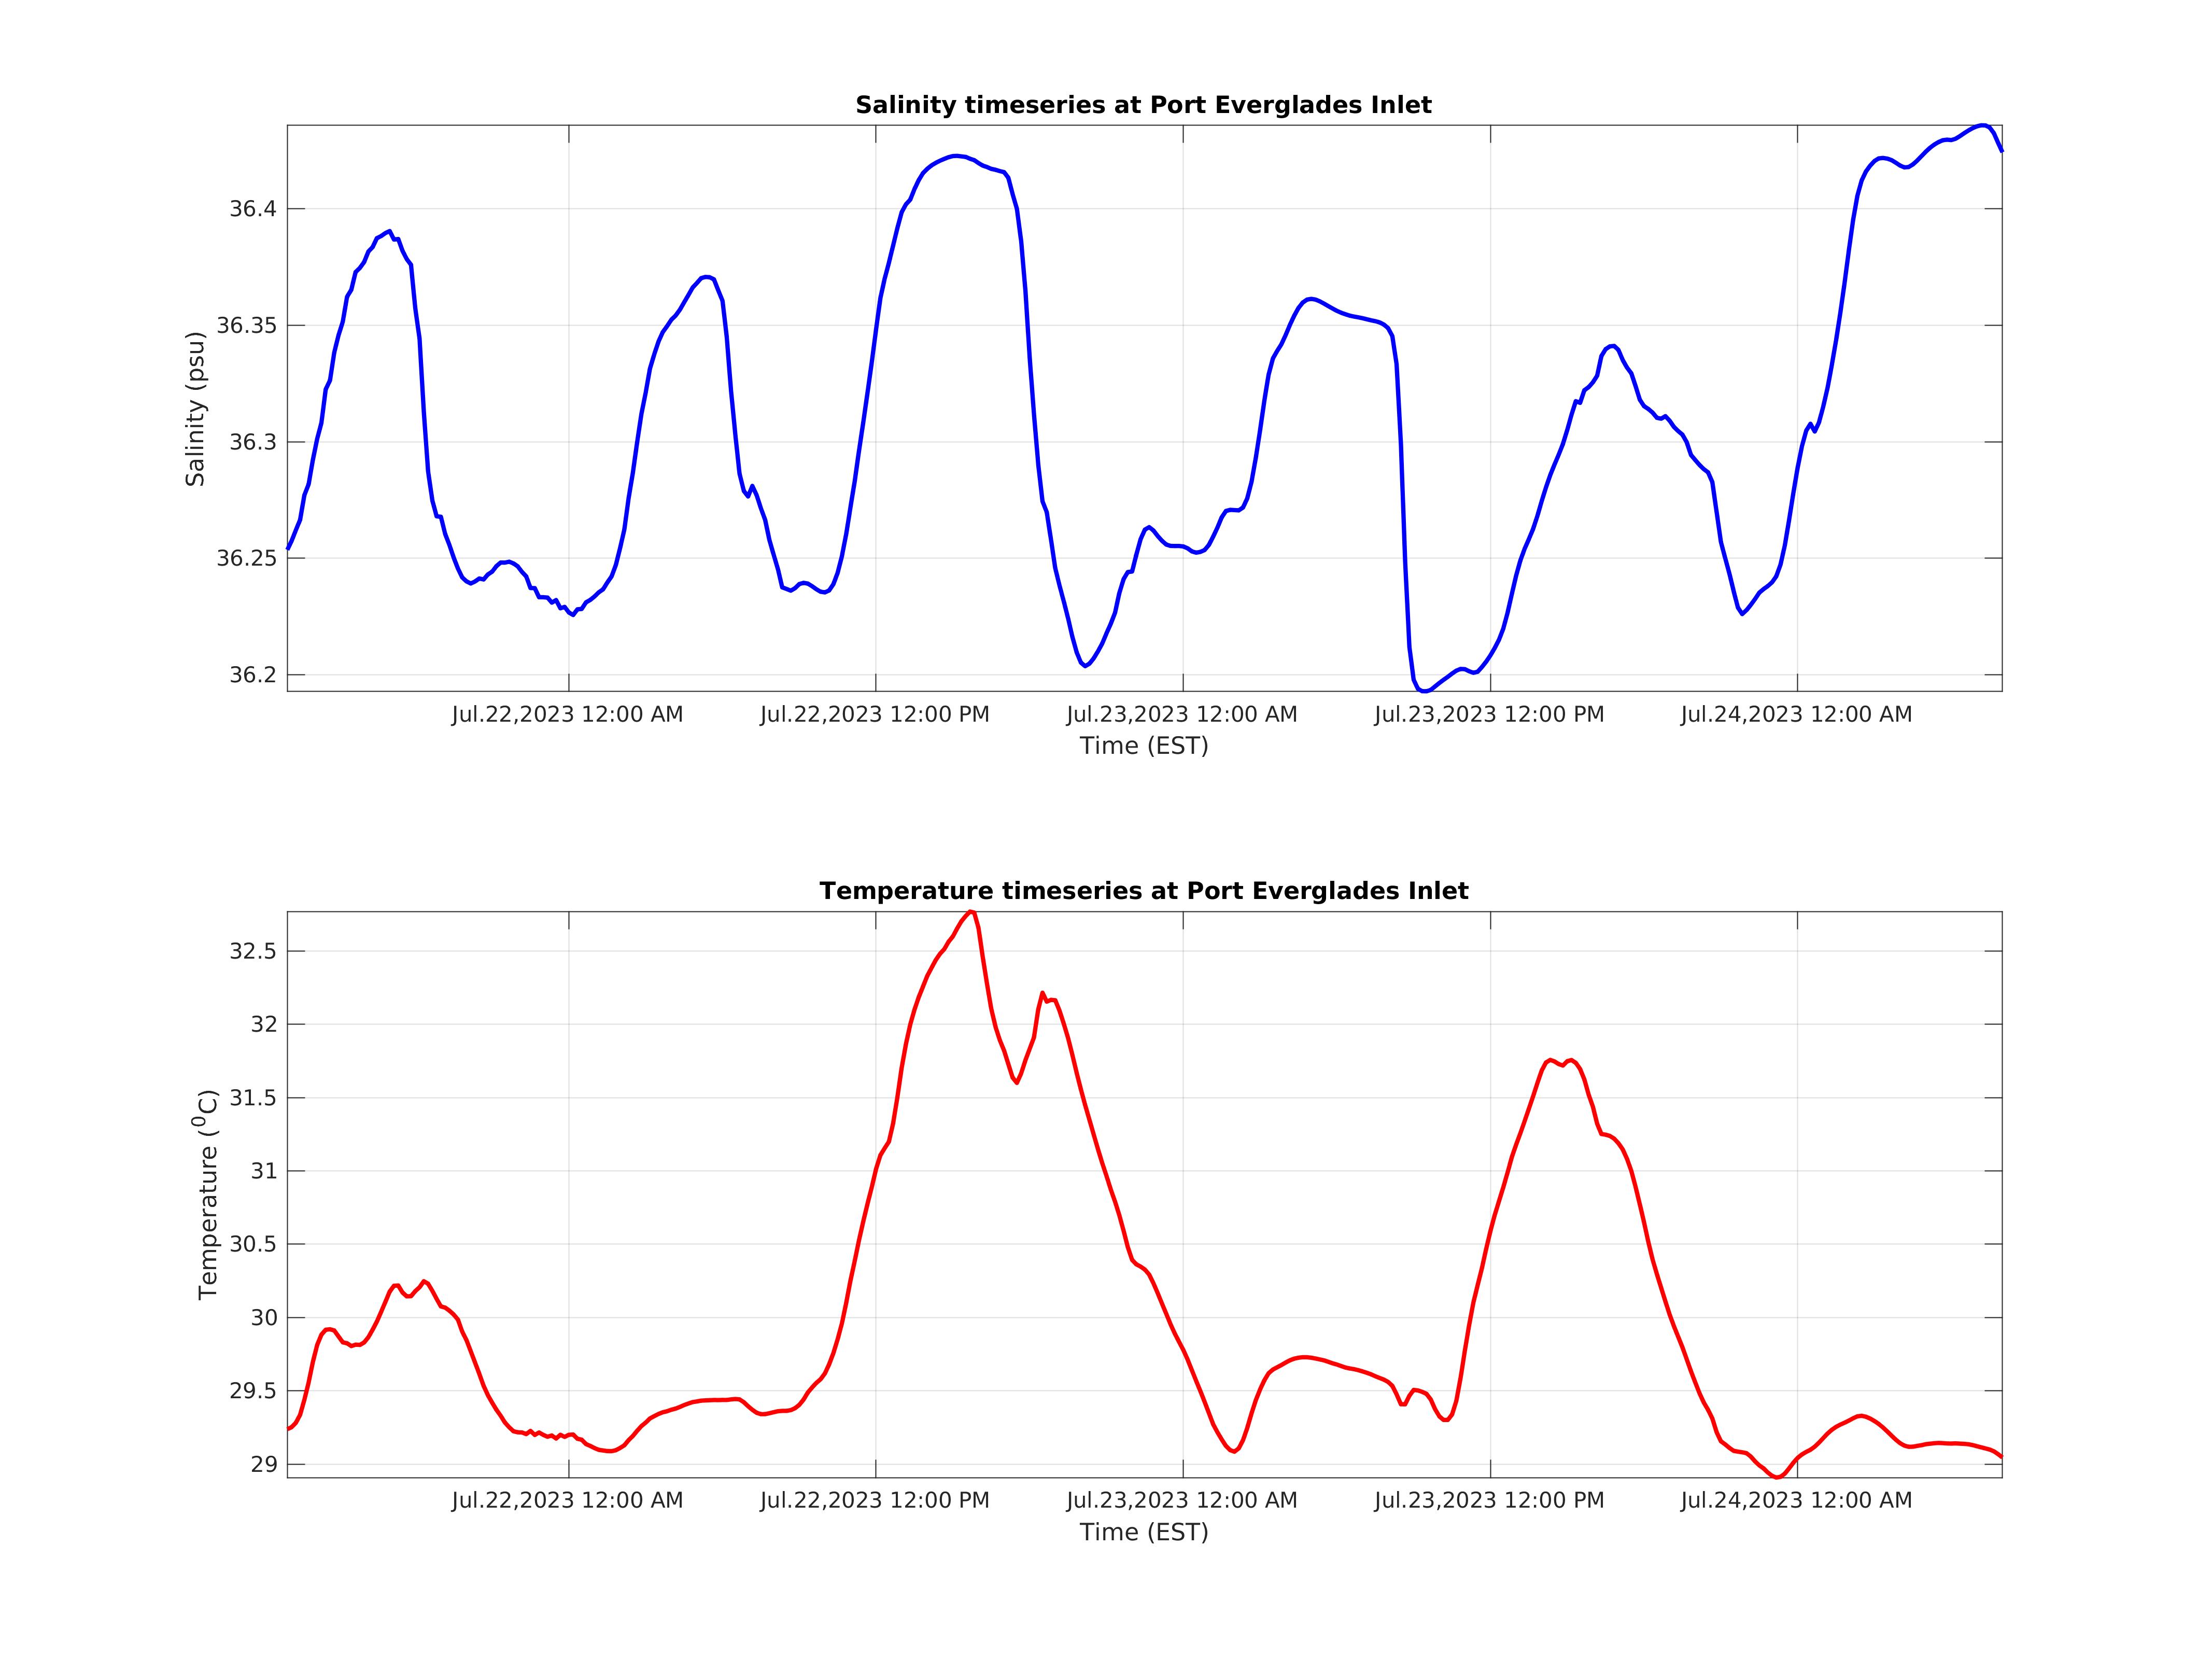 Salinity timeseries at Port Everglades Inlet
Salinity (psu)
36.4
36.35
36.3
36.25
36.2
Jul.22,2023 12:00 AM
Jul.22,2023 12:00 PM
Jul.23,2023 12:00 AM
Jul.23,2023 12:00 PM
Jul.24,2023 12:00 AM
Time (EST)
Temperature timeseries at Port Everglades Inlet
Temperature (⁰C)
32.5
32
31.5
31
30.5
30
29.5
29
Jul.22,2023 12:00 AM
Jul.22,2023 12:00 PM
Jul.23,2023 12:00 AM
Jul.23,2023 12:00 PM
Jul.24,2023 12:00 AM
Time (EST)